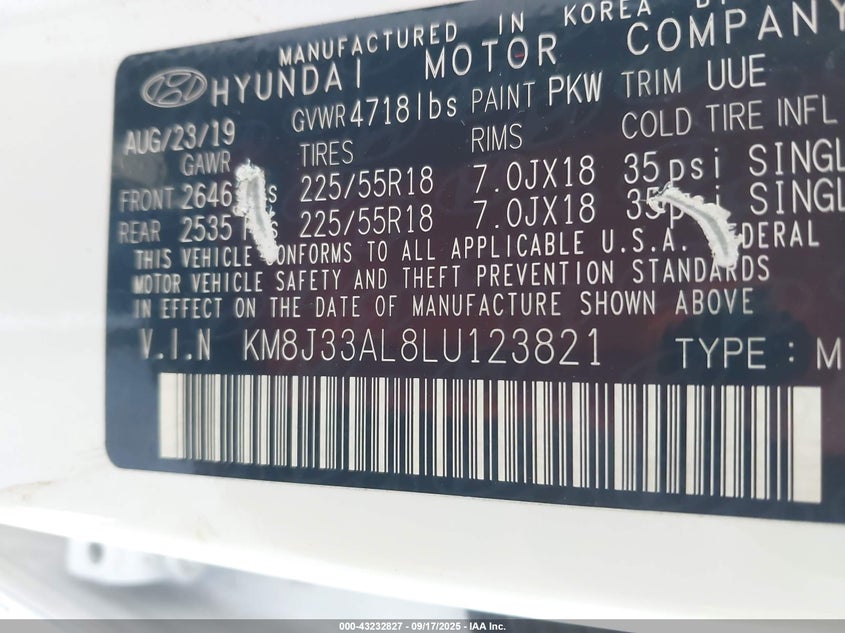 MANUFACTURED IN KOREA BY
HYUNDAI MOTOR COMPANY
AUG/23/19 GVWR 4718lbs PAINT PKW TRIM UUE
GAWR TIRES RIMS COLD TIRE INFL
FRONT 2646 225/55R18 7.0JX18 35psi SINGL
REAR 2535 225/55R18 7.0JX18 SINGL
THIS VEHICLE CONFORMS TO ALL APPLICABLE U.S.A. FEDERAL
MOTOR VEHICLE SAFETY AND THEFT PREVENTION STANDARDS
IN EFFECT ON THE DATE OF MANUFACTURE SHOWN ABOVE
V.I.N KM8J33AL8LU123821 TYPE : M
000-43232827 - 09/17/2025 - IAA Inc.